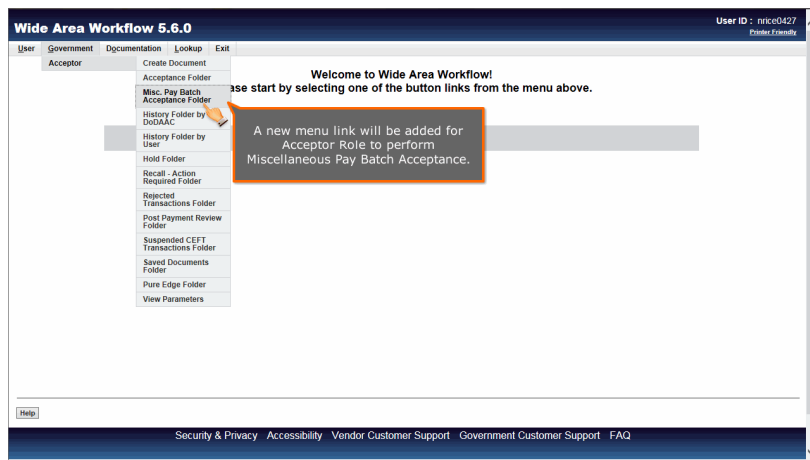 Wide Area Workflow 5.6.0
User ID : nrice0427
Printer Friendly
User Government Documentation Lookup Exit
Acceptor
Create Document
Acceptance Folder
Misc. Pay Batch
Acceptance Folder
History Folder by
DoDAAC
History Folder by
User
Hold Folder
Recall - Action
Required Folder
Rejected
Transactions Folder
Post Payment Review
Folder
Suspended CEFT
Transactions Folder
Saved Documents
Folder
Pure Edge Folder
View Parameters
Welcome to Wide Area Workflow!
ase start by selecting one of the button links from the menu above.
A new menu link will be added for
Acceptor Role to perform
Miscellaneous Pay Batch Acceptance.
Help
Security & Privacy Accessibility Vendor Customer Support Government Customer Support FAQ